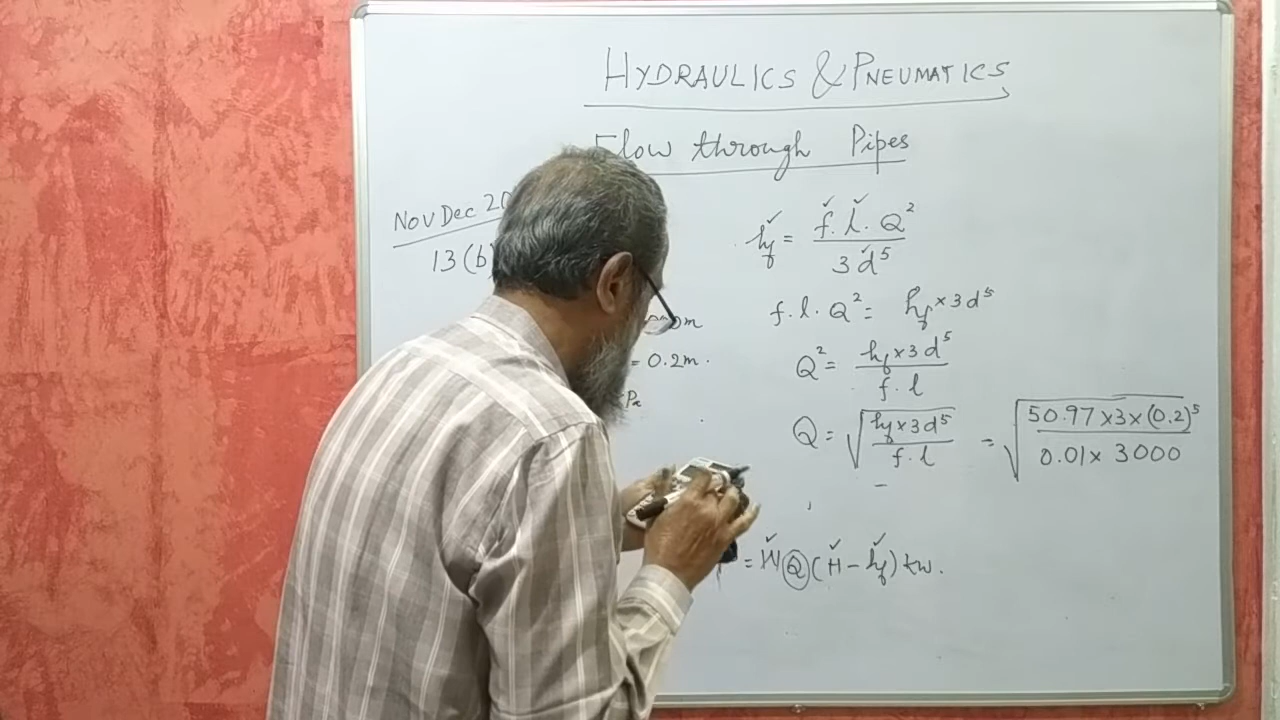 HYDRAULICS & PNEUMATICS
Flow through Pipes
Nov Dec 20
13 (b)
hf = f. l. Q² / 3 d⁵
f. l. Q² = hf × 3 d⁵
Q² = hf × 3 d⁵ / f. l
Q = √(hf × 3 d⁵ / f. l) = √(50.97 × 3 × (0.2)⁵ / 0.01 × 3000)
= 0.2m.
Pa
= W Q (H - hf) kw.